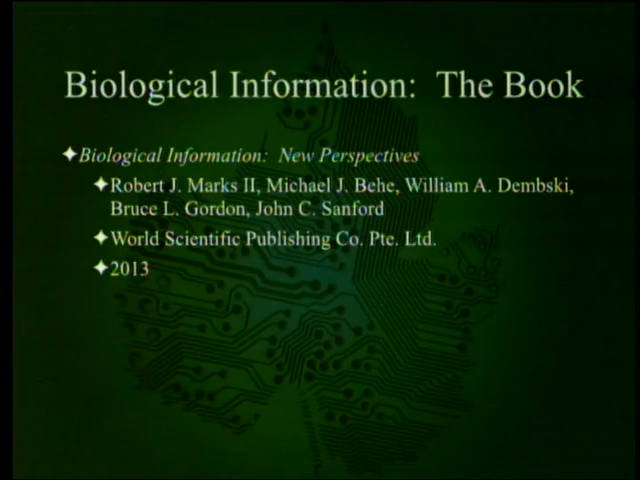 Biological Information: The Book
Biological Information: New Perspectives
Robert J. Marks II, Michael J. Behe, William A. Dembski,
Bruce L. Gordon, John C. Sanford
World Scientific Publishing Co. Pte. Ltd.
2013